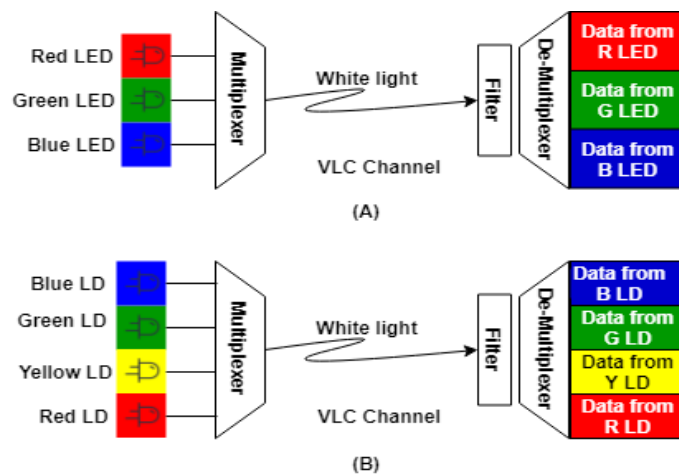 Red LED
Green LED
Blue LED
Multiplexer
White light
VLC Channel
Filter
De-Multiplexer
Data from
R LED
Data from
G LED
Data from
B LED
(A)
Blue LD
Green LD
Yellow LD
Red LD
Multiplexer
White light
VLC Channel
Filter
De-Multiplexer
Data from
B LD
Data from
G LD
Data from
Y LD
Data from
R LD
(B)